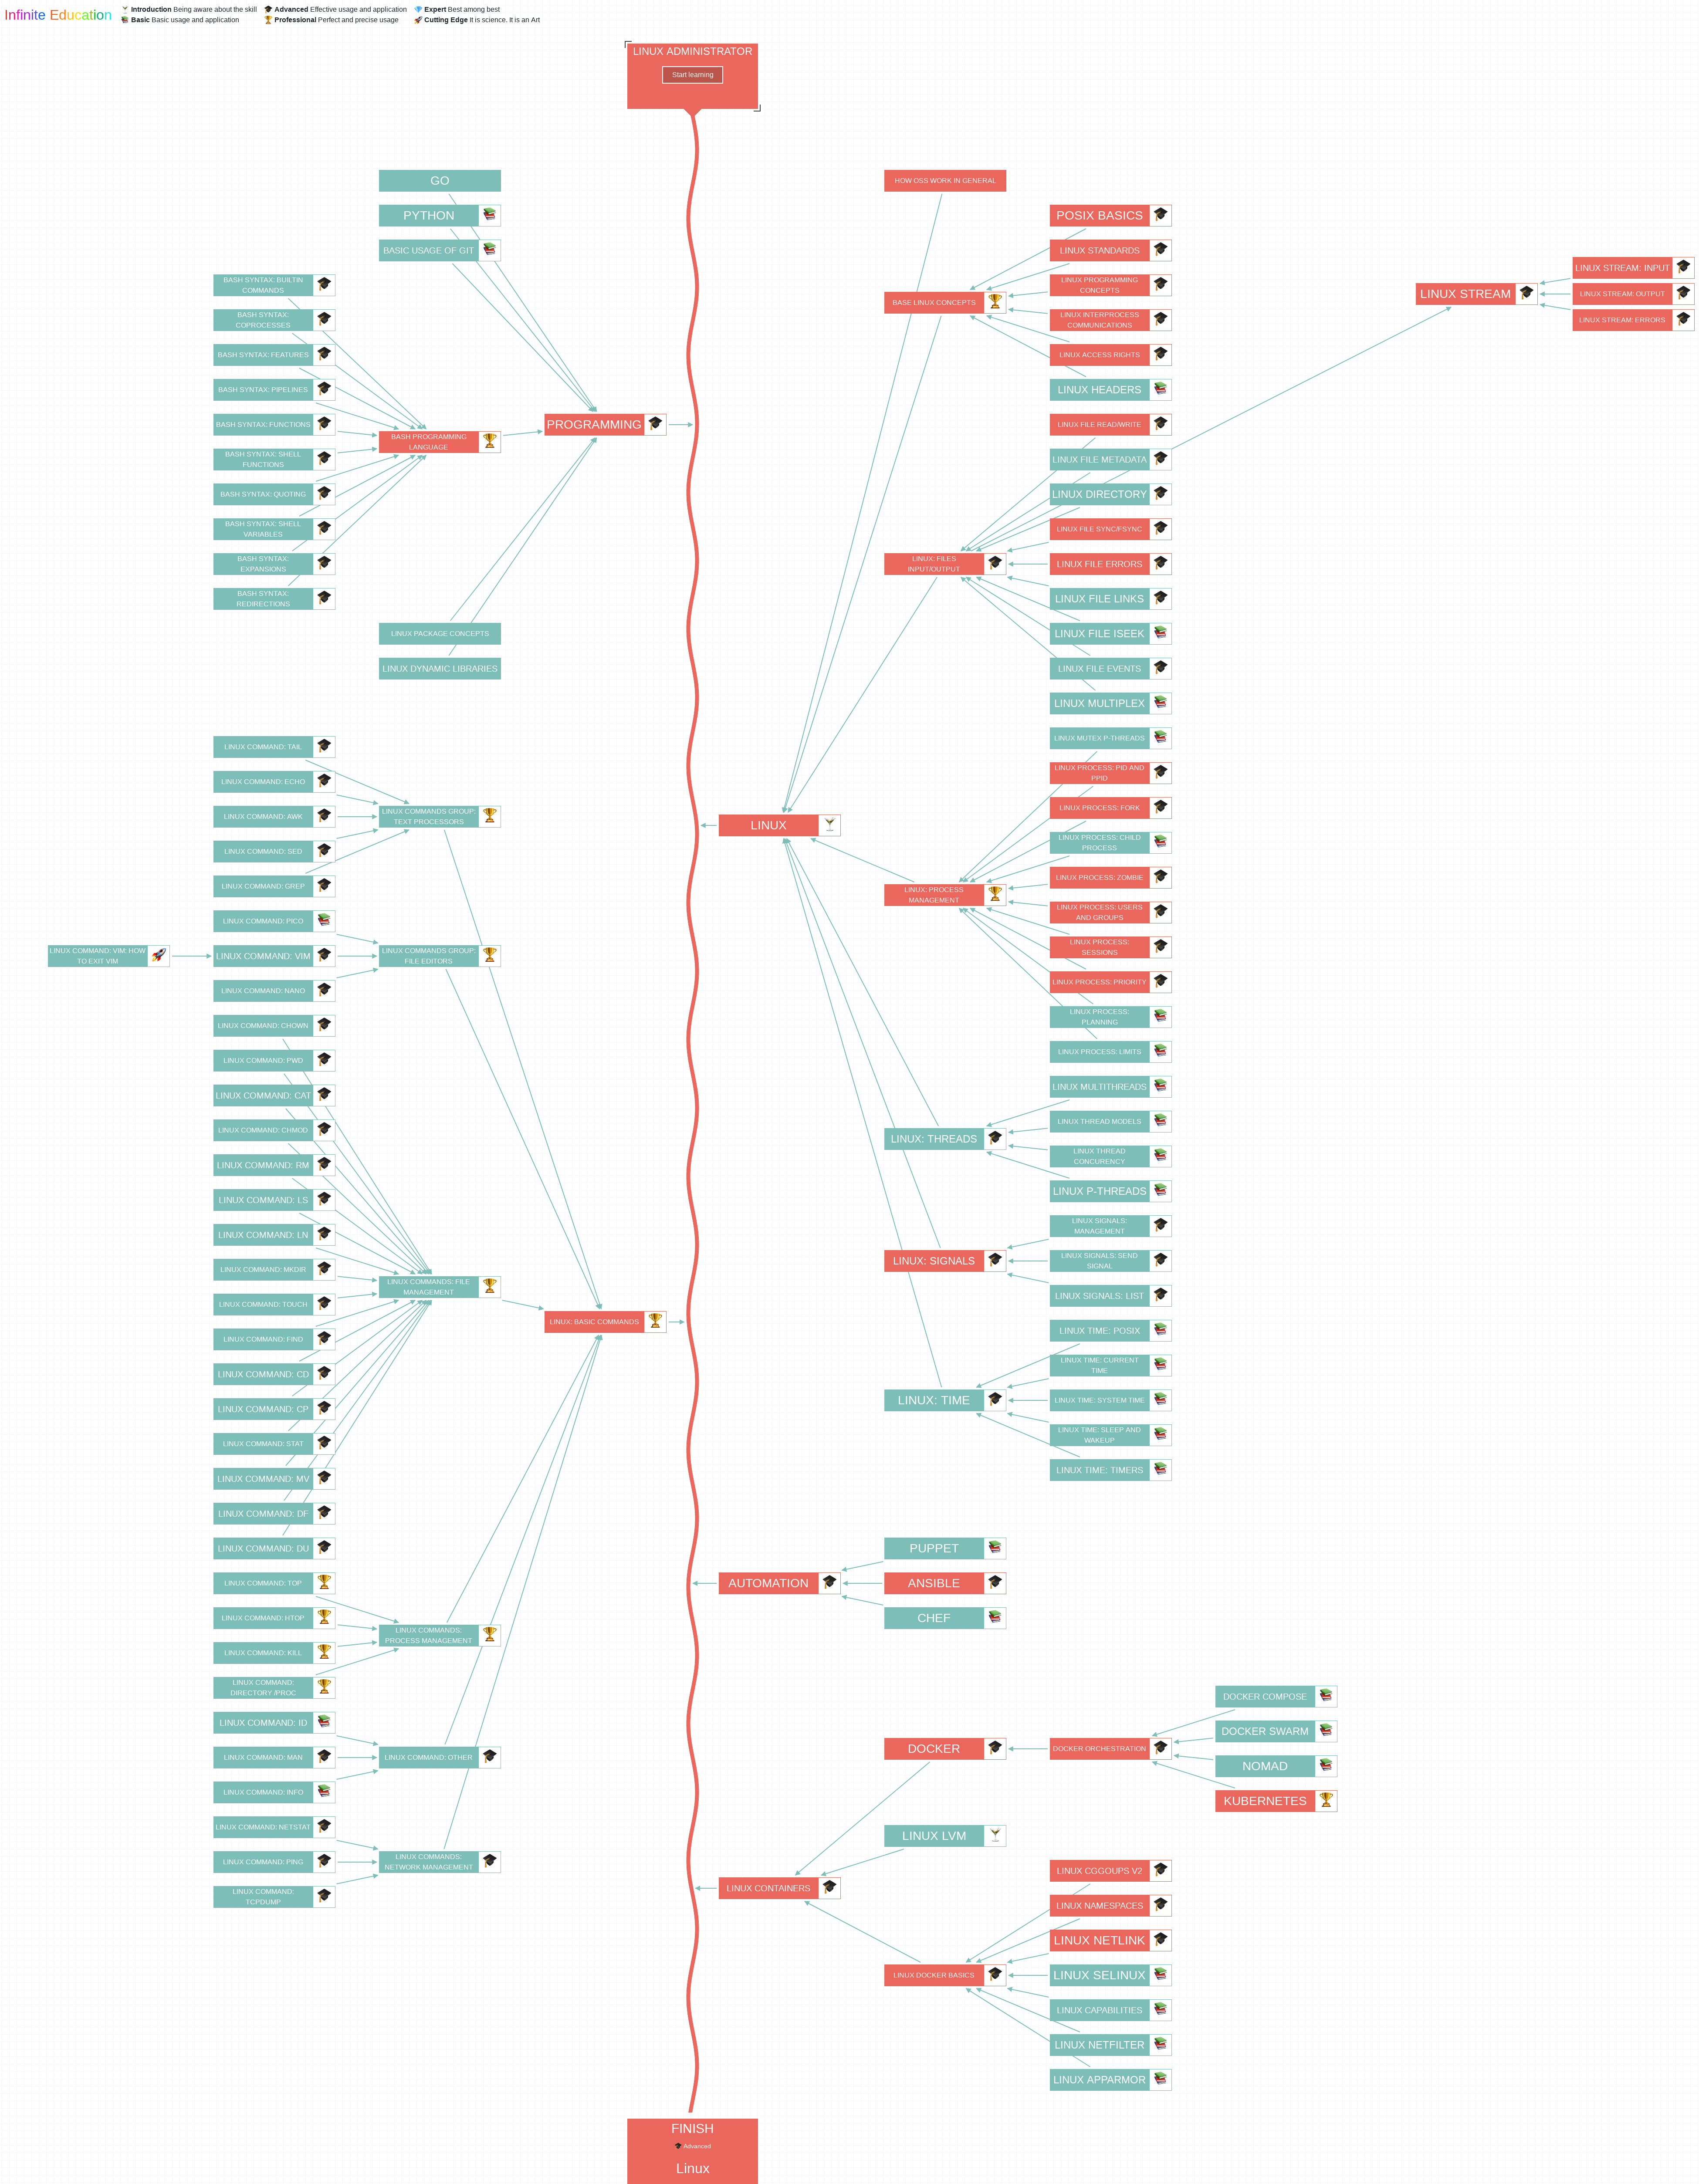 Infinite Education
Introduction Being aware about the skill
Basic Basic usage and application
Advanced Effective usage and application
Professional Perfect and precise usage
Expert Best among best
Cutting Edge It is science. It is an Art
LINUX ADMINISTRATOR
Start learning
GO
PYTHON
BASIC USAGE OF GIT
BASH SYNTAX: BUILTIN
COMMANDS
BASH SYNTAX:
COPROCESSES
BASH SYNTAX: FEATURES
BASH SYNTAX: PIPELINES
BASH SYNTAX: FUNCTIONS
BASH SYNTAX: SHELL
FUNCTIONS
BASH SYNTAX: QUOTING
BASH SYNTAX: SHELL
VARIABLES
BASH SYNTAX:
EXPANSIONS
BASH SYNTAX:
REDIRECTIONS
BASH PROGRAMMING
LANGUAGE
PROGRAMMING
LINUX PACKAGE CONCEPTS
LINUX DYNAMIC LIBRARIES
HOW OSS WORK IN GENERAL
BASE LINUX CONCEPTS
POSIX BASICS
LINUX STANDARDS
LINUX PROGRAMMING
CONCEPTS
LINUX INTERPROCESS
COMMUNICATIONS
LINUX ACCESS RIGHTS
LINUX HEADERS
LINUX STREAM
LINUX STREAM: INPUT
LINUX STREAM: OUTPUT
LINUX STREAM: ERRORS
LINUX: FILES
INPUT/OUTPUT
LINUX FILE READ/WRITE
LINUX FILE METADATA
LINUX DIRECTORY
LINUX FILE SYNC/FSYNC
LINUX FILE ERRORS
LINUX FILE LINKS
LINUX FILE ISEEK
LINUX FILE EVENTS
LINUX MULTIPLEX
LINUX
LINUX: PROCESS
MANAGEMENT
LINUX MUTEX P-THREADS
LINUX PROCESS: PID AND
PPID
LINUX PROCESS: FORK
LINUX PROCESS: CHILD
PROCESS
LINUX PROCESS: ZOMBIE
LINUX PROCESS: USERS
AND GROUPS
LINUX PROCESS:
SESSIONS
LINUX PROCESS: PRIORITY
LINUX PROCESS:
PLANNING
LINUX PROCESS: LIMITS
LINUX: THREADS
LINUX MULTITHREADS
LINUX THREAD MODELS
LINUX THREAD
CONCURENCY
LINUX P-THREADS
LINUX: SIGNALS
LINUX SIGNALS:
MANAGEMENT
LINUX SIGNALS: SEND
SIGNAL
LINUX SIGNALS: LIST
LINUX: TIME
LINUX TIME: POSIX
LINUX TIME: CURRENT
TIME
LINUX TIME: SYSTEM TIME
LINUX TIME: SLEEP AND
WAKEUP
LINUX TIME: TIMERS
LINUX COMMAND: TAIL
LINUX COMMAND: ECHO
LINUX COMMAND: AWK
LINUX COMMAND: SED
LINUX COMMAND: GREP
LINUX COMMANDS GROUP:
TEXT PROCESSORS
LINUX COMMAND: PICO
LINUX COMMAND: VIM: HOW
TO EXIT VIM
LINUX COMMAND: VIM
LINUX COMMAND: NANO
LINUX COMMANDS GROUP:
FILE EDITORS
LINUX COMMAND: CHOWN
LINUX COMMAND: PWD
LINUX COMMAND: CAT
LINUX COMMAND: CHMOD
LINUX COMMAND: RM
LINUX COMMAND: LS
LINUX COMMAND: LN
LINUX COMMAND: MKDIR
LINUX COMMAND: TOUCH
LINUX COMMAND: FIND
LINUX COMMAND: CD
LINUX COMMAND: CP
LINUX COMMAND: STAT
LINUX COMMAND: MV
LINUX COMMAND: DF
LINUX COMMAND: DU
LINUX COMMANDS: FILE
MANAGEMENT
LINUX: BASIC COMMANDS
LINUX COMMAND: TOP
LINUX COMMAND: HTOP
LINUX COMMAND: KILL
LINUX COMMAND:
DIRECTORY /PROC
LINUX COMMANDS:
PROCESS MANAGEMENT
LINUX COMMAND: ID
LINUX COMMAND: MAN
LINUX COMMAND: INFO
LINUX COMMAND: OTHER
LINUX COMMAND: NETSTAT
LINUX COMMAND: PING
LINUX COMMAND:
TCPDUMP
LINUX COMMANDS:
NETWORK MANAGEMENT
AUTOMATION
PUPPET
ANSIBLE
CHEF
DOCKER
DOCKER ORCHESTRATION
DOCKER COMPOSE
DOCKER SWARM
NOMAD
KUBERNETES
LINUX LVM
LINUX CONTAINERS
LINUX DOCKER BASICS
LINUX CGGOUPS V2
LINUX NAMESPACES
LINUX NETLINK
LINUX SELINUX
LINUX CAPABILITIES
LINUX NETFILTER
LINUX APPARMOR
FINISH
Advanced
Linux